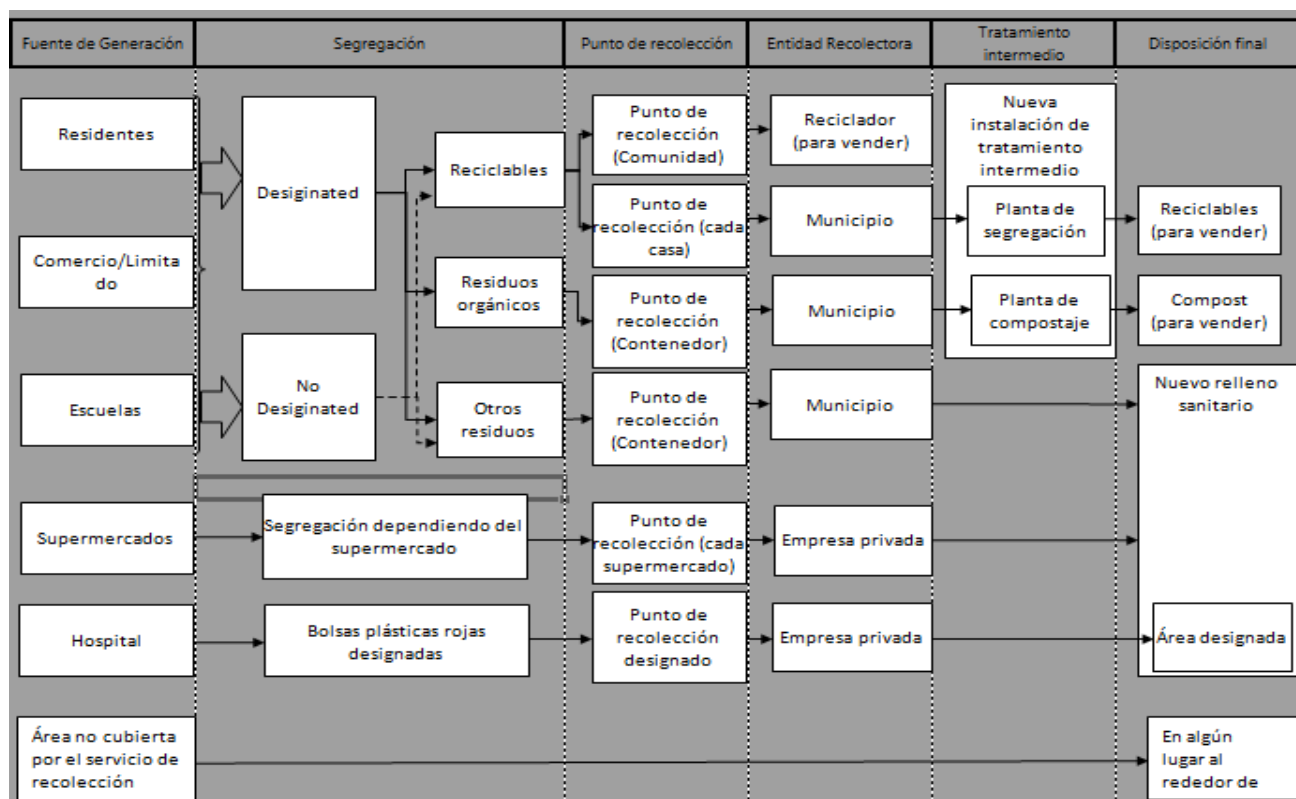 Fuente de Generación
Segregación
Punto de recolección
Entidad Recolectora
Tratamiento
intermedio
Disposición final
Residentes
Comercio/Limita
do
Escuelas
Supermercados
Hospital
Área no cubierta
por el servicio de
recolección
Desiginated
No
Desiginated
Reciclables
Residuos
orgánicos
Otros
residuos
Segregación dependiendo del
supermercado
Bolsas plásticas rojas
designadas
Punto de
recolección
(Comunidad)
Punto de
recolección (cada
casa)
Punto de
recolección
(Contenedor)
Punto de
recolección
(Contenedor)
Punto de
recolección (cada
supermercado)
Punto de
recolección
designado
Reciclador
(para vender)
Municipio
Municipio
Municipio
Empresa privada
Empresa privada
Nueva
instalación de
tratamiento
intermedio
Planta de
segregación
Planta de
compostaje
Reciclables
(para vender)
Compost
(para vender)
Nuevo relleno
sanitario
Área designada
En algún
lugar al
rededor de